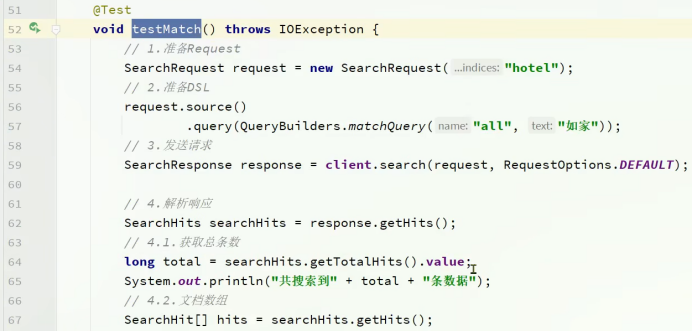 51 @Test
52 void testMatch() throws IOException {
53 // 1.准备Request
54 SearchRequest request = new SearchRequest( ...indices: "hotel");
55 // 2.准备DSL
56 request.source()
57 .query(QueryBuilders.matchQuery( name: "all", text: "如家"));
58 // 3.发送请求
59 SearchResponse response = client.search(request, RequestOptions.DEFAULT);
60
61 // 4.解析响应
62 SearchHits searchHits = response.getHits();
63 // 4.1.获取总条数
64 long total = searchHits.getTotalHits().value;
65 System.out.println("共搜索到" + total + "条数据");
66 // 4.2.文档数组
67 SearchHit[] hits = searchHits.getHits();